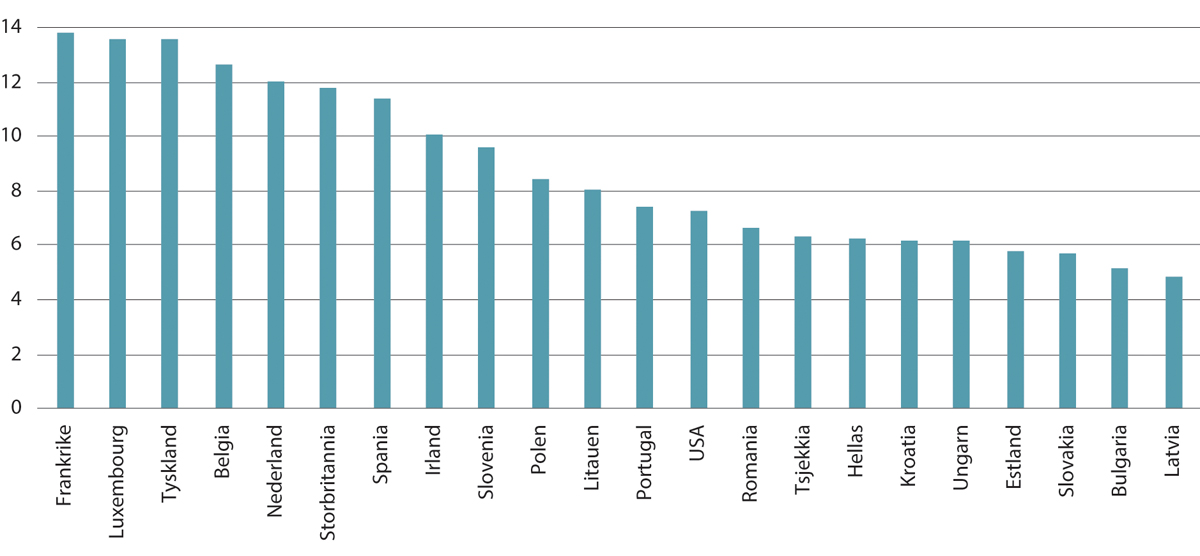 14
12
10
8
6
4
2
0
Frankrike
Luxembourg
Tyskland
Belgia
Nederland
Storbritannia
Spania
Irland
Slovenia
Polen
Litauen
Portugal
USA
Romania
Tsjekkia
Hellas
Kroatia
Ungarn
Estland
Slovakia
Bulgaria
Latvia